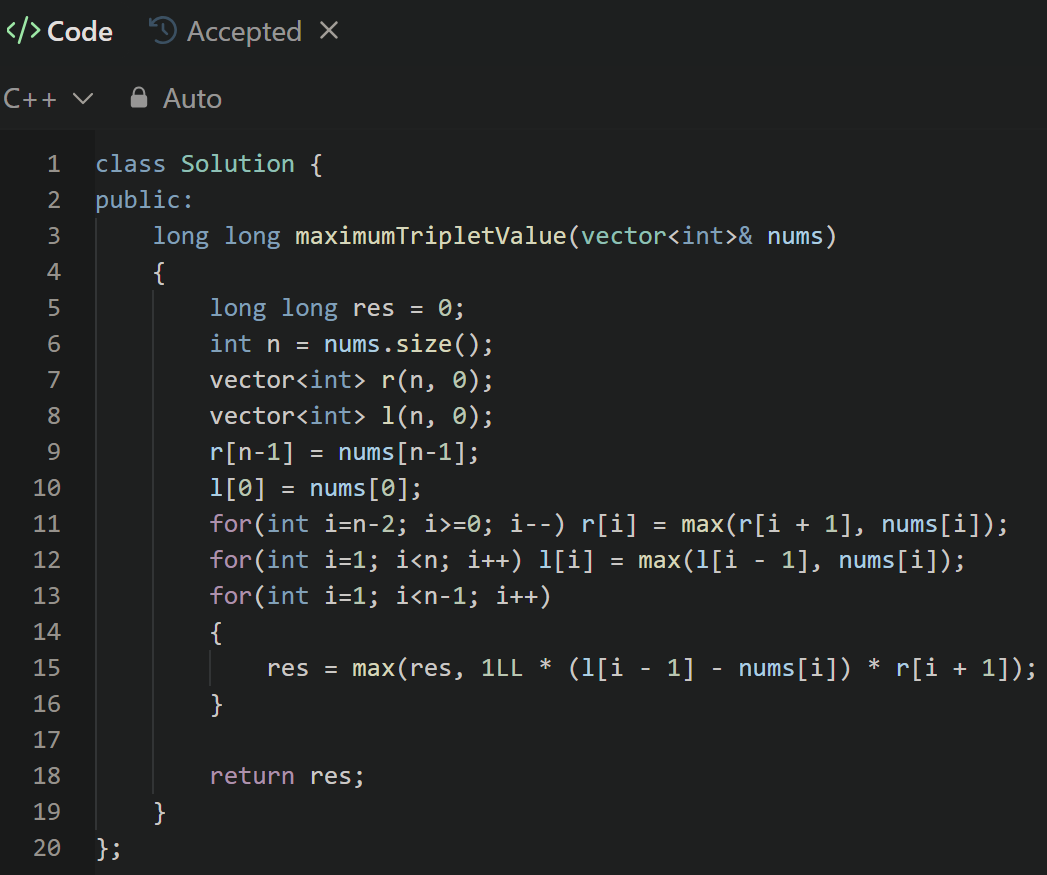 </> Code Accepted ×
C++ Auto
1 class Solution {
2 public:
3     long long maximumTripletValue(vector<int>& nums)
4     {
5         long long res = 0;
6         int n = nums.size();
7         vector<int> r(n, 0);
8         vector<int> l(n, 0);
9         r[n-1] = nums[n-1];
10         l[0] = nums[0];
11         for(int i=n-2; i>=0; i--) r[i] = max(r[i + 1], nums[i]);
12         for(int i=1; i<n; i++) l[i] = max(l[i - 1], nums[i]);
13         for(int i=1; i<n-1; i++)
14         {
15             res = max(res, 1LL * (l[i - 1] - nums[i]) * r[i + 1]);
16         }
17
18         return res;
19     }
20 };